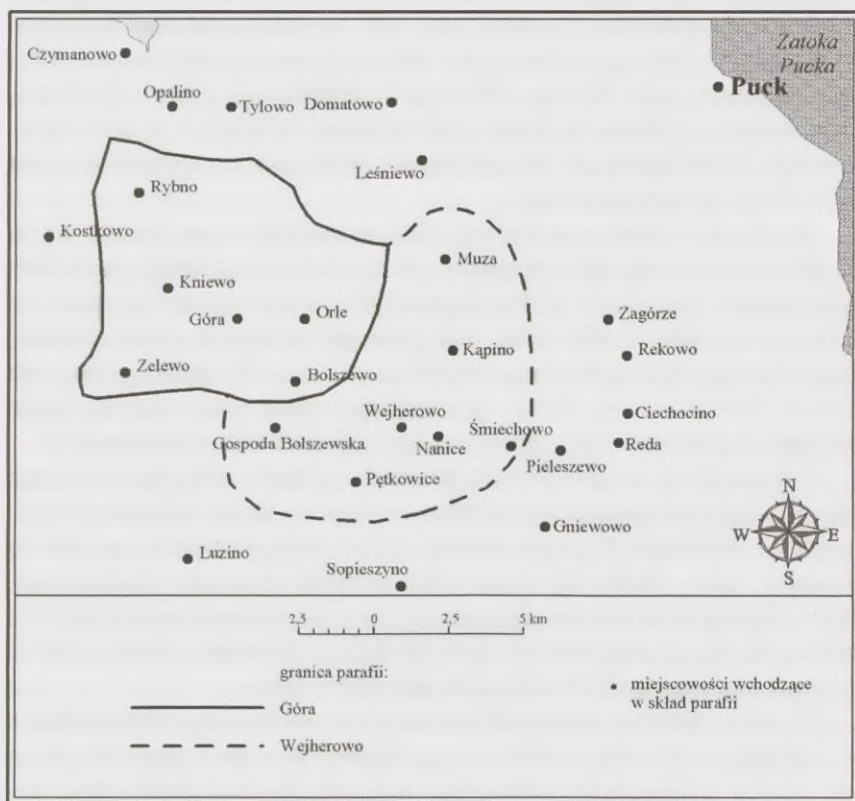 Zatoka
Pucka
Czymanowo
Puck
Opalino
Tyłowo
Domatowo
Leśniewo
Rybno
Kostkowo
Muza
Kniewo
Góra
Orle
Zagórze
Kąpino
Rekowo
Zelewo
Bolszewo
Wejherowo
Ciechocino
Śmiechowo
Gospoda Bolszewska
Nanice
Reda
Pieleszewo
Pętkowice
N
W
E
S
Gniewowo
Luzino
Sopieszyno
2,5 0 2,5 5 km
granica parafii:
Góra
Wejherowo
miejscowości wchodzące
w skład parafii